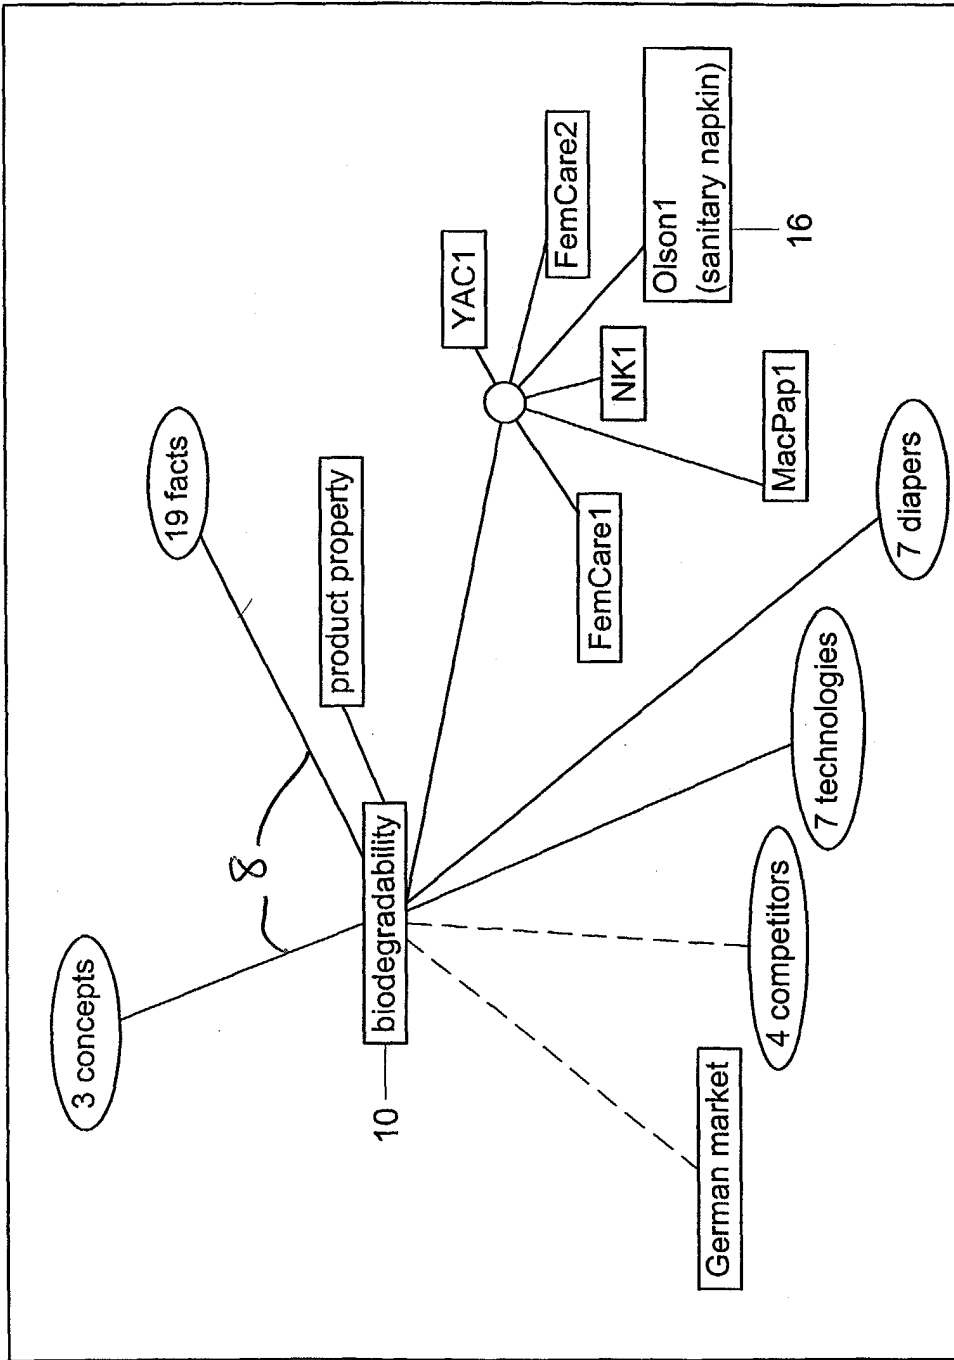 3 concepts
19 facts
8
product property
10
biodegradability
YAC1
FemCare2
FemCare1
NK1
Olson1
(sanitary napkin)
16
MacPap1
German market
4 competitors
7 technologies
7 diapers